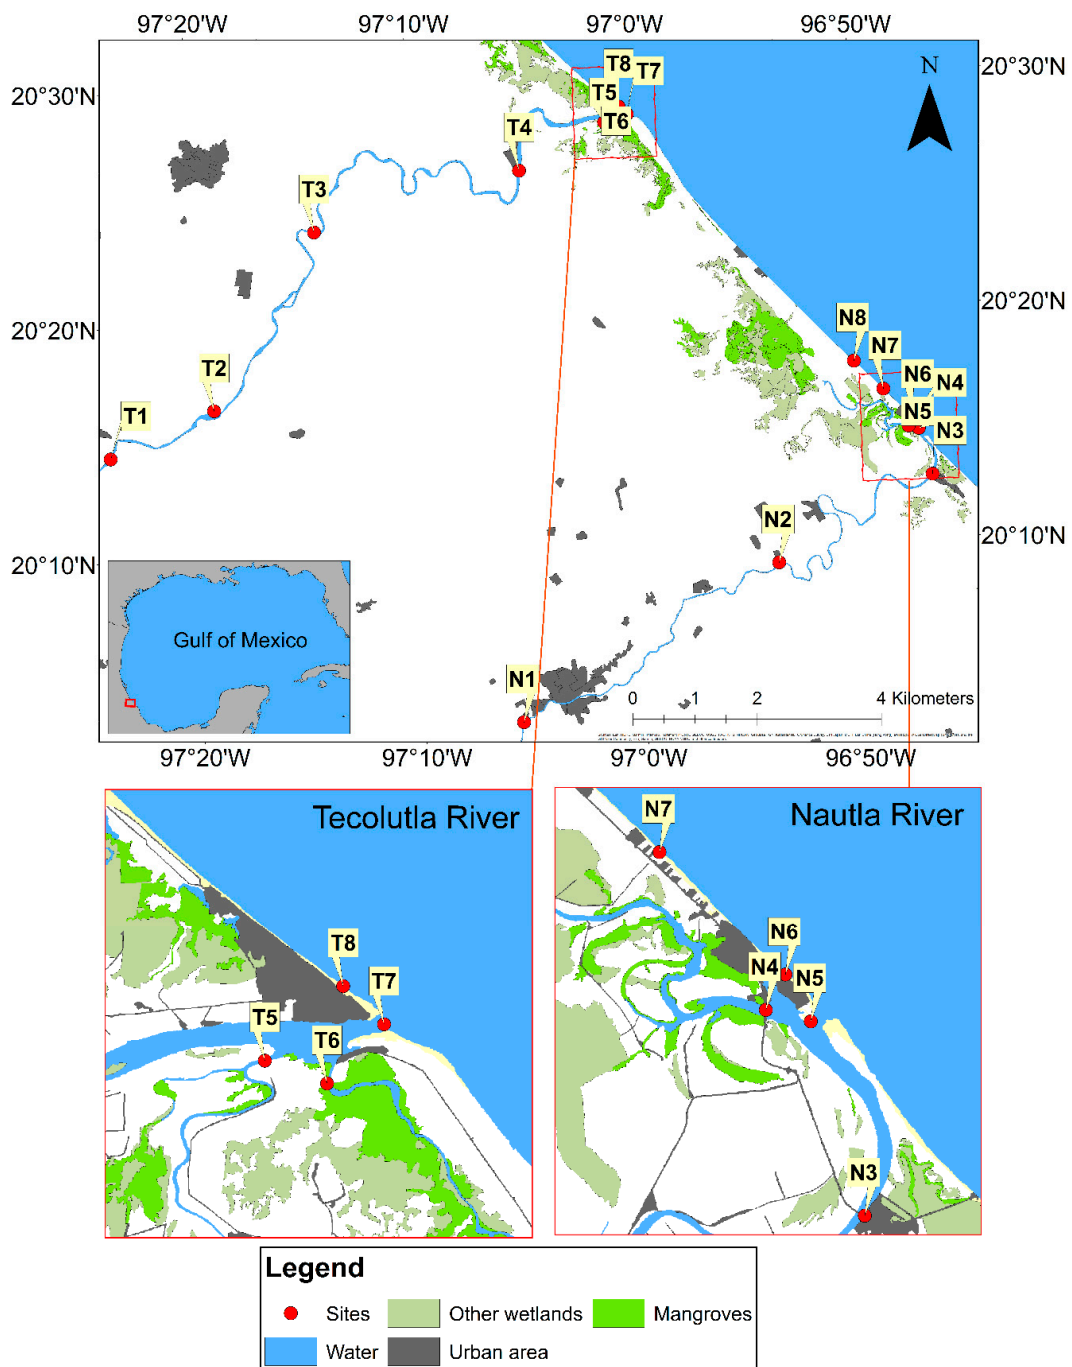 97°20'W 97°10'W 97°0'W 96°50'W
N
20°30'N
20°20'N
20°10'N
20°30'N
20°20'N
20°10'N
T8
T7
T5
T6
T4
T3
T2
T1
N8
N7
N6
N4
N5
N3
N2
N1
Gulf of Mexico
0 1 2 4 Kilometers
97°20'W 97°10'W 97°0'W 96°50'W
Tecolutla River
T8
T7
T5
T6
Nautla River
N7
N6
N4
N5
N3
Legend
Sites Other wetlands Mangroves
Water Urban area